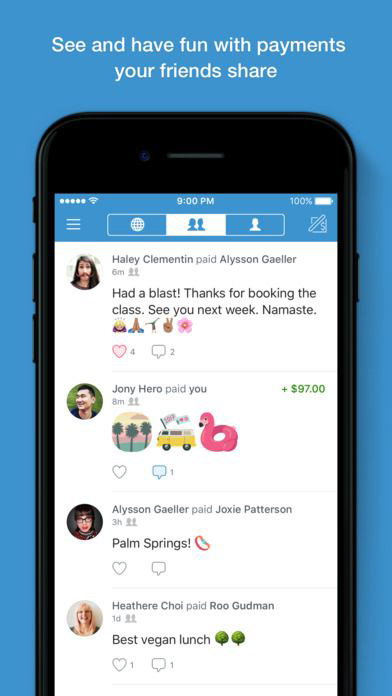 See and have fun with payments
your friends share
9:00 PM
100%
Haley Clementin paid Alysson Gaeller
6m
Had a blast! Thanks for booking the
class. See you next week. Namaste.
4 2
Jony Hero paid you + $97.00
8m
1
Alysson Gaeller paid Joxie Patterson
3h
Palm Springs!
Heathere Choi paid Roo Gudman
1d
Best vegan lunch
1 1